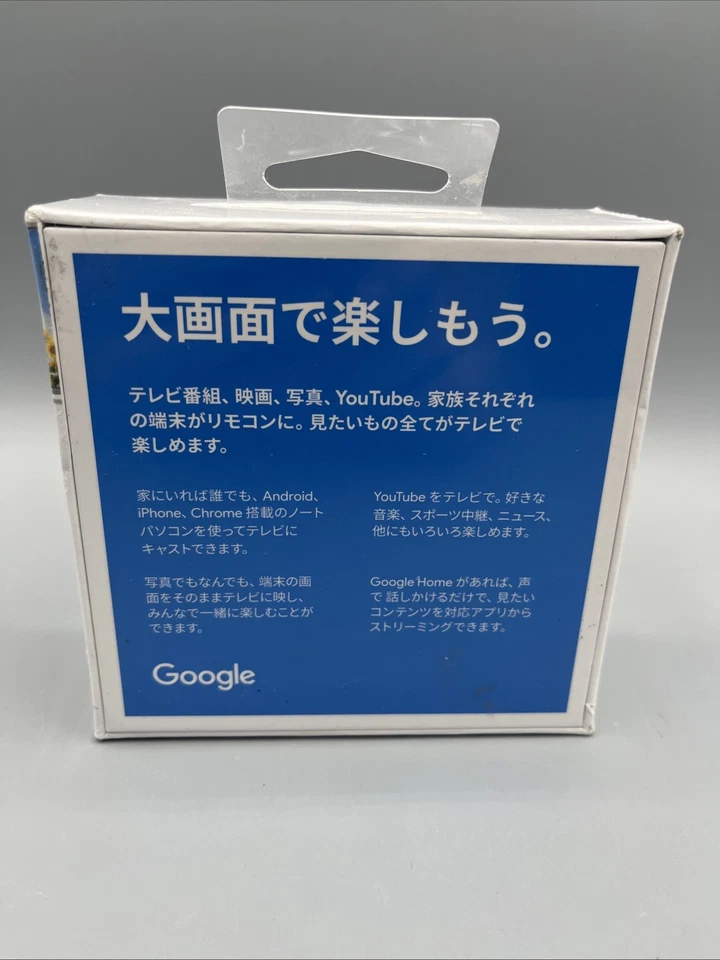 大画面で楽しもう。
テレビ番組、映画、写真、YouTube。家族それぞれ
の端末がリモコンに。見たいもの全てがテレビで
楽しめます。
家にいれば誰でも、Android、
iPhone、Chrome 搭載のノート
パソコンを使ってテレビに
キャストできます。
YouTube をテレビで。好きな
音楽、スポーツ中継、ニュース、
他にもいろいろ楽しめます。
写真でもなんでも、端末の画
面をそのままテレビに映し、
みんなで一緒に楽しむことが
できます。
Google Home があれば、声
で 話しかけるだけで、見たい
コンテンツを対応アプリから
ストリーミングできます。
Google